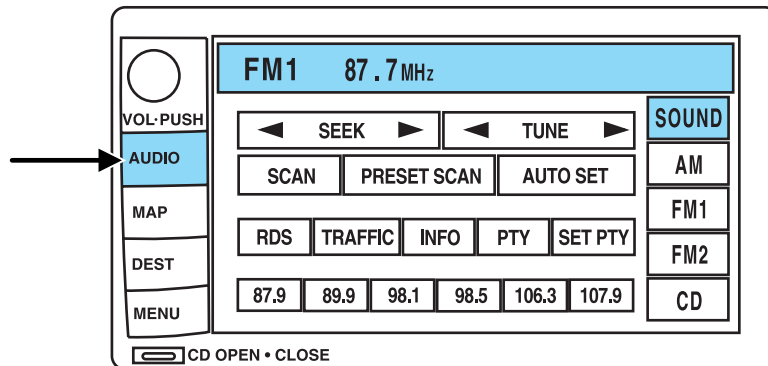 FM1 87.7 MHz
VOL·PUSH
AUDIO
MAP
DEST
MENU
◄ SEEK ► ◄ TUNE ►
SCAN PRESET SCAN AUTO SET
RDS TRAFFIC INFO PTY SET PTY
87.9 89.9 98.1 98.5 106.3 107.9
SOUND
AM
FM1
FM2
CD
CD OPEN • CLOSE